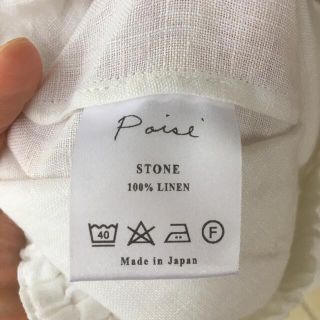 Poisé
STONE
100% LINEN
40 F
Made in Japan